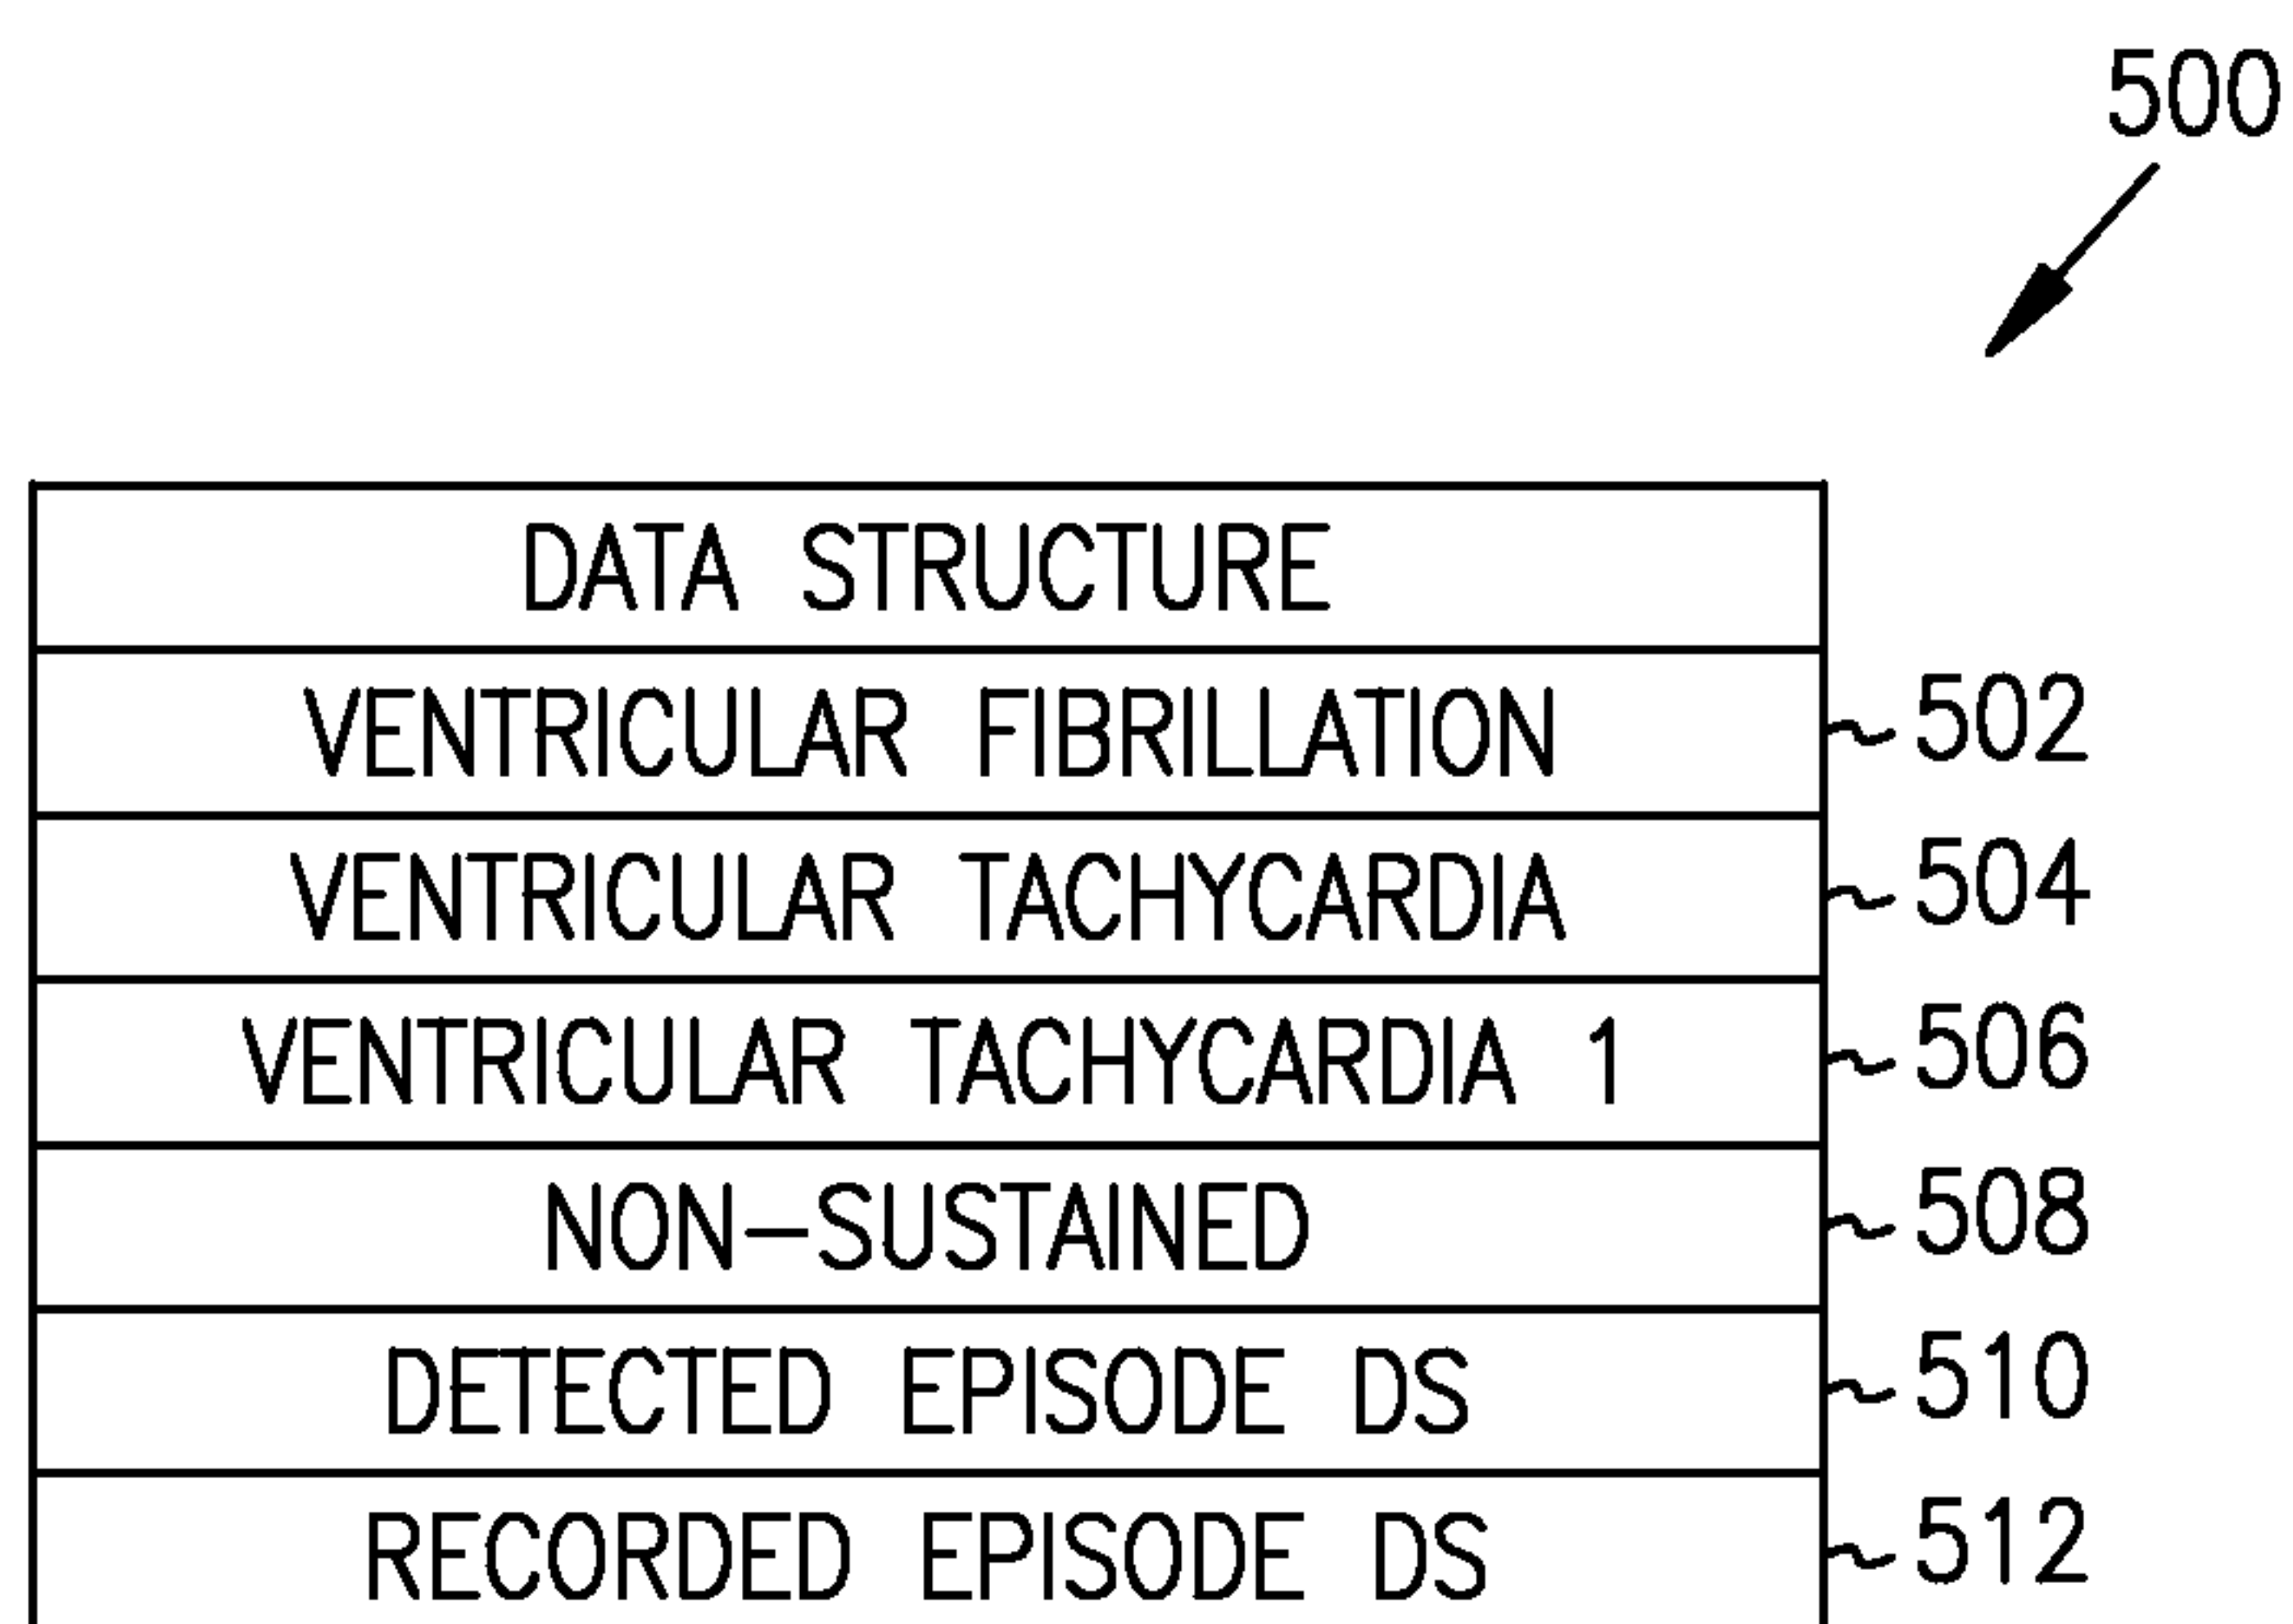 500
DATA STRUCTURE
VENTRICULAR FIBRILLATION 502
VENTRICULAR TACHYCARDIA 504
VENTRICULAR TACHYCARDIA 1 506
NON-SUSTAINED 508
DETECTED EPISODE DS 510
RECORDED EPISODE DS 512